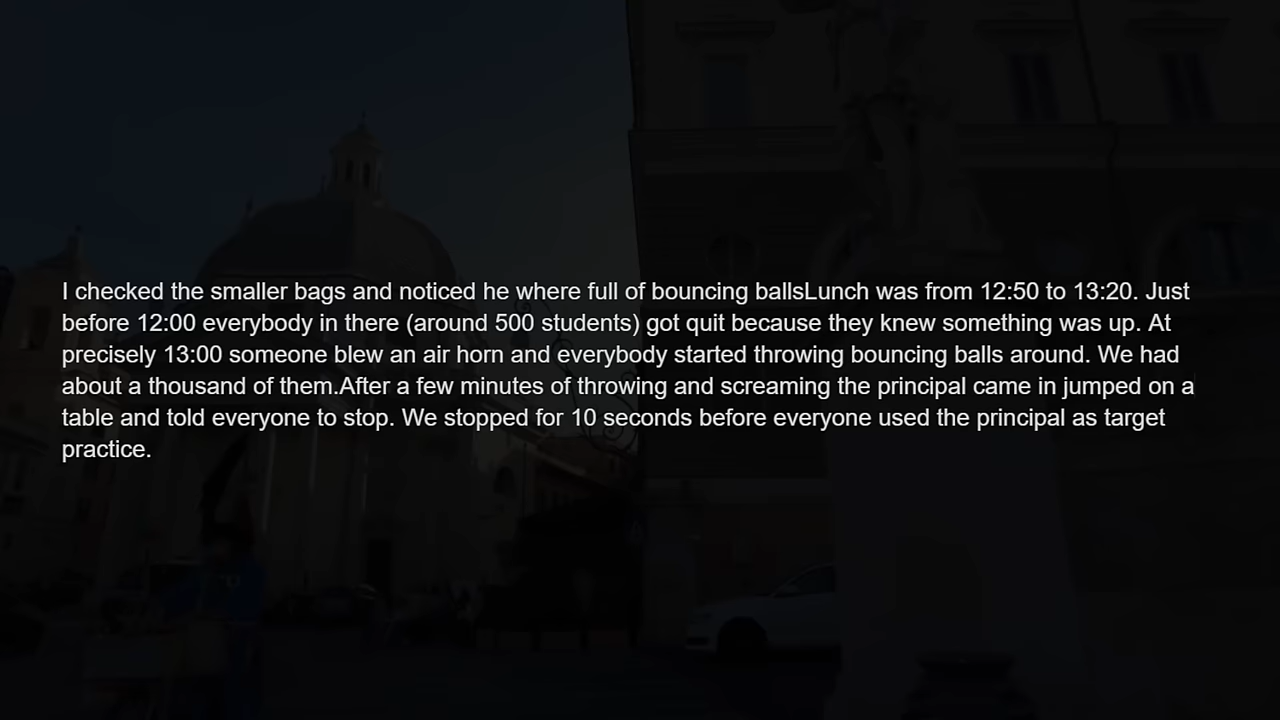 I checked the smaller bags and noticed he where full of bouncing ballsLunch was from 12:50 to 13:20. Just
before 12:00 everybody in there (around 500 students) got quit because they knew something was up. At
precisely 13:00 someone blew an air horn and everybody started throwing bouncing balls around. We had
about a thousand of them.After a few minutes of throwing and screaming the principal came in jumped on a
table and told everyone to stop. We stopped for 10 seconds before everyone used the principal as target
practice.